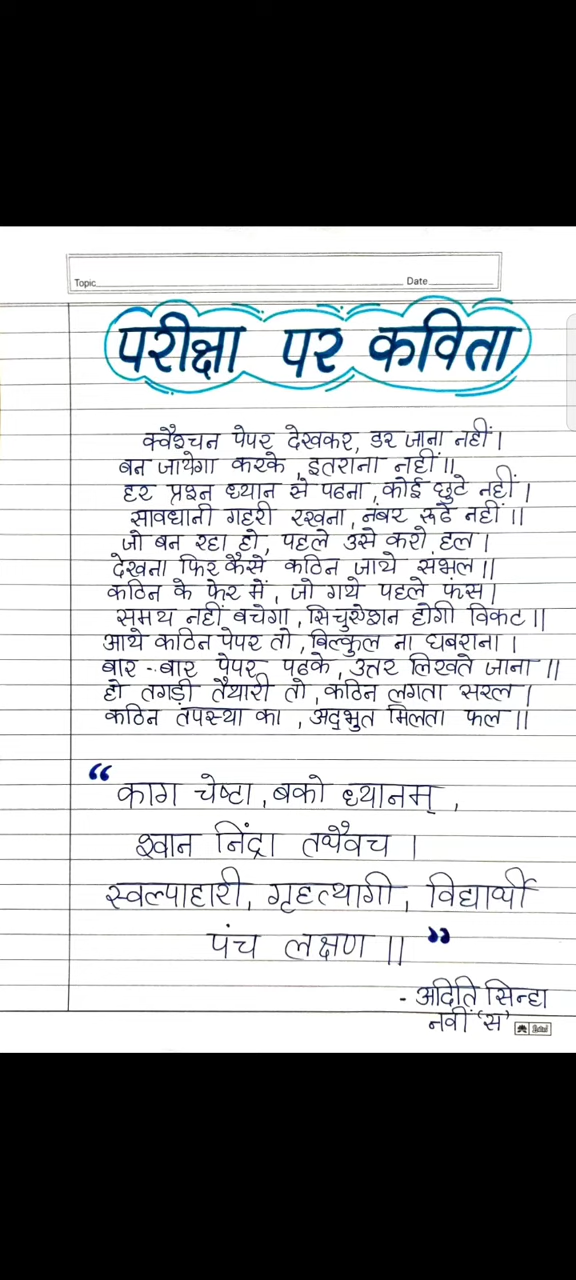 Topic
Date
परीक्षा पर कविता
क्वैश्चन पेपर देखकर, डर जाना नहीं।
बन जायेगा करके, इतराना नहीं॥
हर प्रश्न ध्यान से पढना, कोई छुटे नहीं।
सावधानी गहरी रखना, नंबर रूठे नहीं॥
जो बन रहा हो, पहले उसे करो हल।
देखना फिर कैसे कठिन जाये संभल॥
कठिन के फेर में, जो गये पहले फंस।
समय नहीं बचेगा, सिचुएशन होगी विकट॥
आये कठिन पेपर तो, बिल्कुल ना घबराना।
बार -- बार पेपर पढके, उत्तर लिखते जाना॥
हो तगड़ी तैयारी तो, कठिन लगता सरल।
कठिन तपस्या का, अद्भुत मिलता फल॥
“काग चेष्टा, बको ध्यानम्,
श्वान निंद्रा तथैवच।
स्वल्पाहारी, गृहत्यागी, विद्यार्थी
पंच लक्षण॥”
- अदिति सिन्हा
नवीं ‘स’